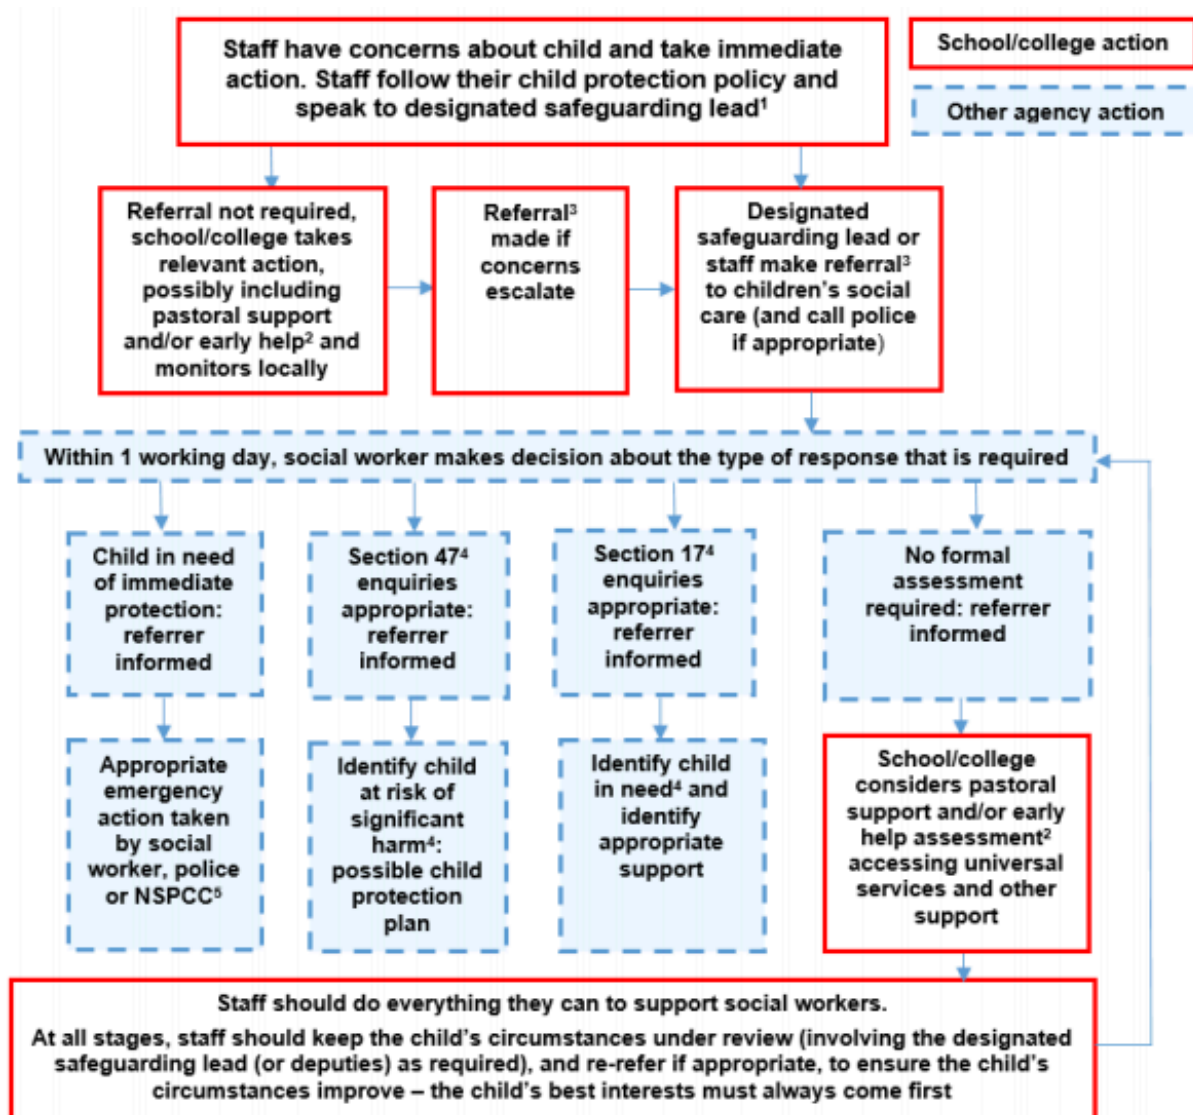 Staff have concerns about child and take immediate
action. Staff follow their child protection policy and
speak to designated safeguarding lead¹
School/college action
Other agency action
Referral not required,
school/college takes
relevant action,
possibly including
pastoral support
and/or early help² and
monitors locally
Referral³
made if
concerns
escalate
Designated
safeguarding lead or
staff make referral³
to children's social
care (and call police
if appropriate)
Within 1 working day, social worker makes decision about the type of response that is required
Child in need
of immediate
protection:
referrer
informed
Section 47⁴
enquiries
appropriate:
referrer
informed
Section 17⁴
enquiries
appropriate:
referrer
informed
No formal
assessment
required: referrer
informed
Appropriate
emergency
action taken
by social
worker, police
or NSPCC⁵
Identify child
at risk of
significant
harm⁴:
possible child
protection
plan
Identify child
in need⁴ and
identify
appropriate
support
School/college
considers pastoral
support and/or early
help assessment²
accessing universal
services and other
support
Staff should do everything they can to support social workers.
At all stages, staff should keep the child's circumstances under review (involving the designated
safeguarding lead (or deputies) as required), and re-refer if appropriate, to ensure the child's
circumstances improve – the child's best interests must always come first